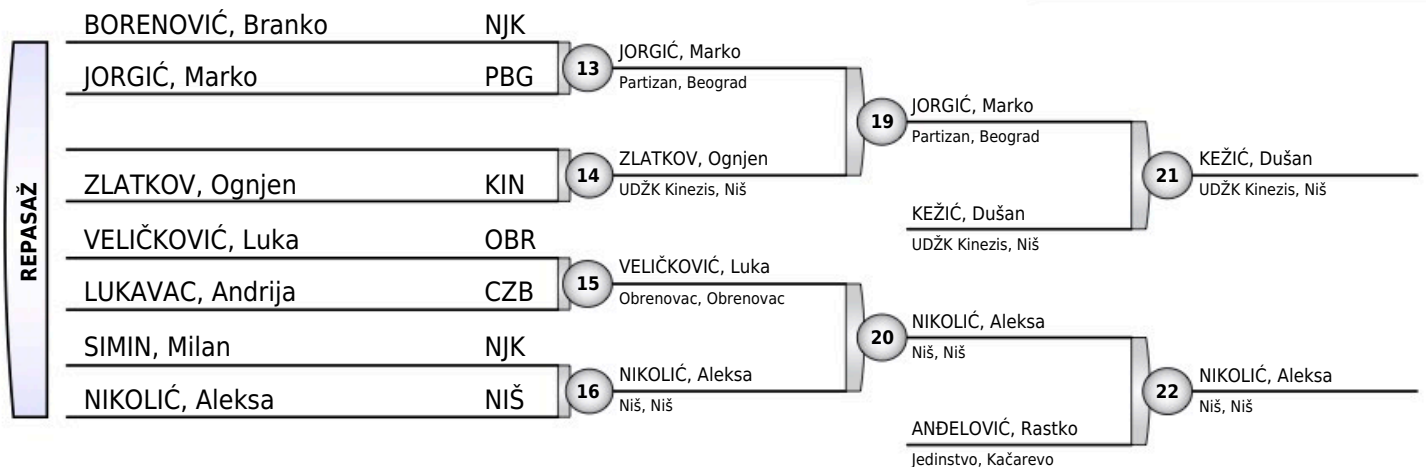 REPASAŽ
BORENOVIĆ, Branko NJK
JORGIĆ, Marko PBG
ZLATKOV, Ognjen KIN
VELIČKOVIĆ, Luka OBR
LUKAVAC, Andrija CZB
SIMIN, Milan NJK
NIKOLIĆ, Aleksa NIŠ
13
JORGIĆ, Marko
Partizan, Beograd
14
ZLATKOV, Ognjen
UDŽK Kinezis, Niš
15
VELIČKOVIĆ, Luka
Obrenovac, Obrenovac
16
NIKOLIĆ, Aleksa
Niš, Niš
19
JORGIĆ, Marko
Partizan, Beograd
KEŽIĆ, Dušan
UDŽK Kinezis, Niš
20
NIKOLIĆ, Aleksa
Niš, Niš
ANĐELOVIĆ, Rastko
Jedinstvo, Kačarevo
21
KEŽIĆ, Dušan
UDŽK Kinezis, Niš
22
NIKOLIĆ, Aleksa
Niš, Niš